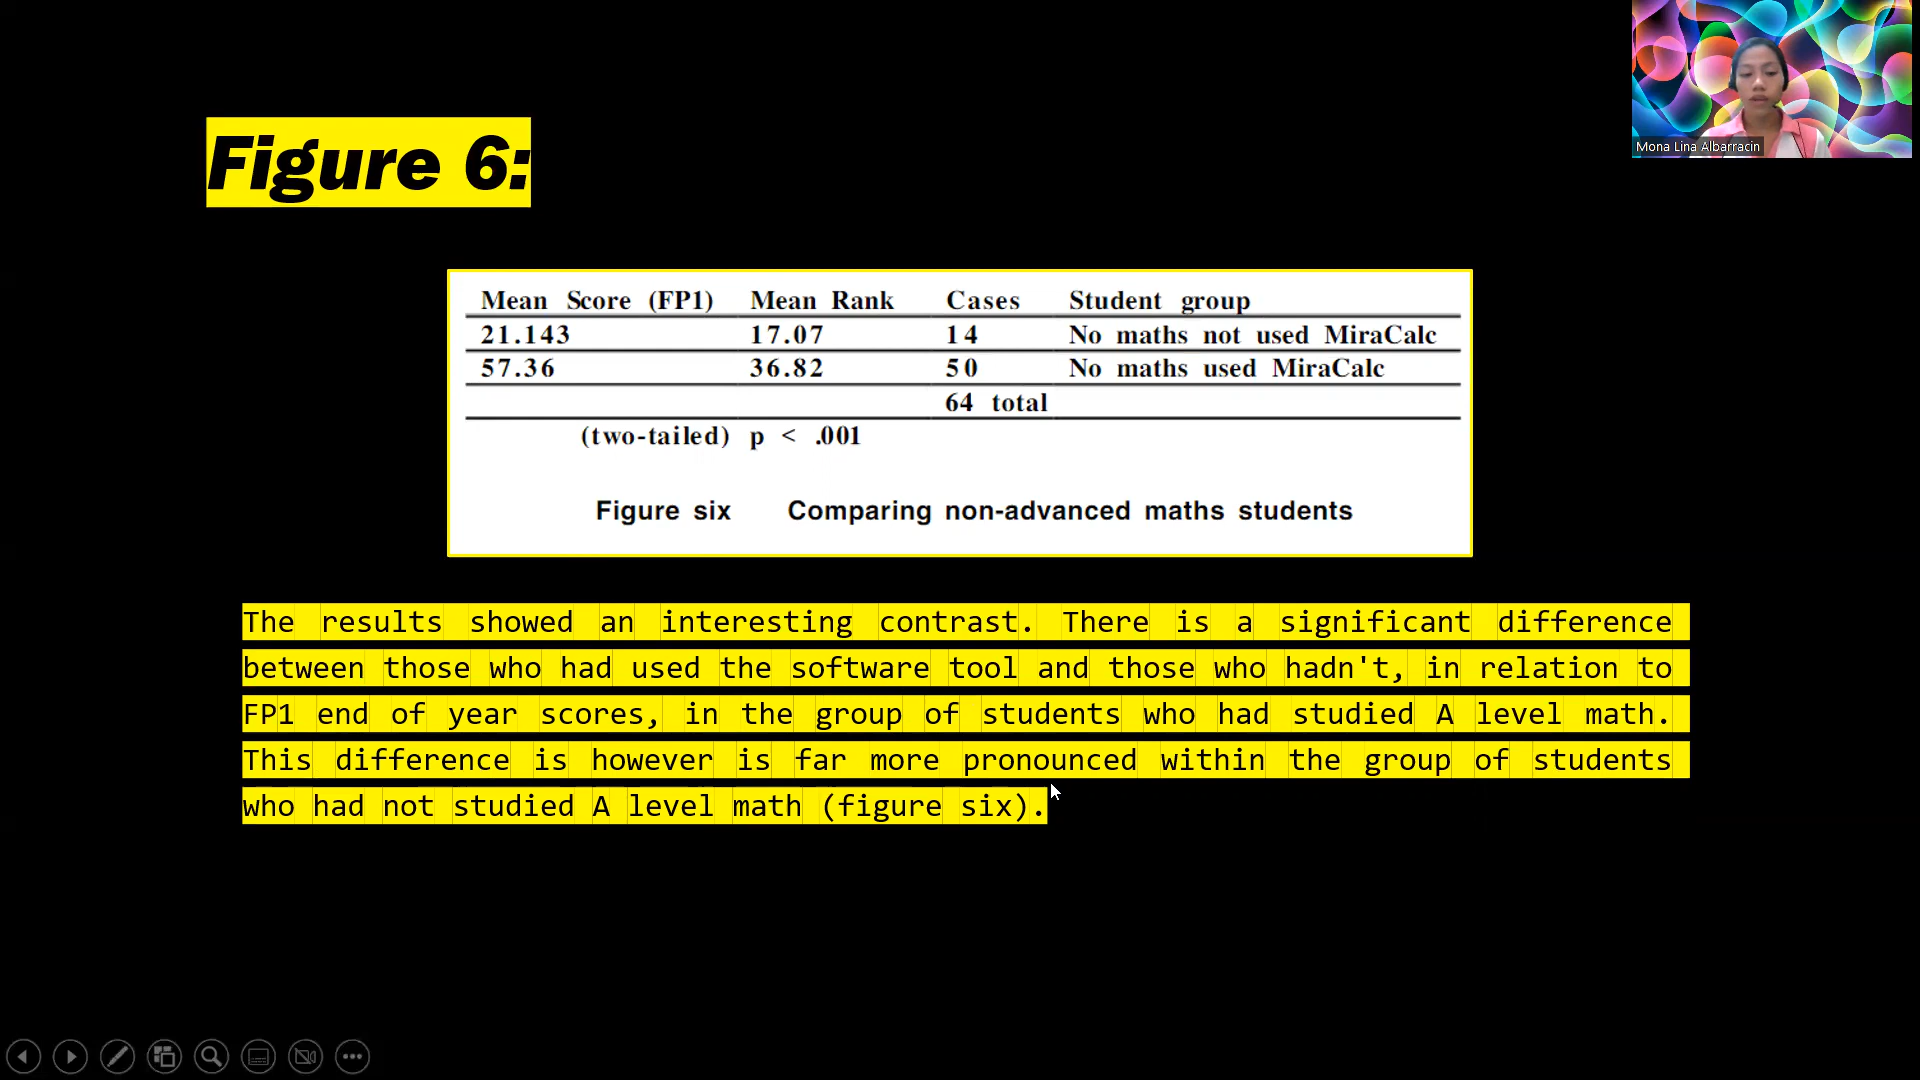 Mona Lina Albarracin
Figure 6:
Mean Score (FP1) Mean Rank Cases Student group
21.143 17.07 14 No maths not used MiraCalc
57.36 36.82 50 No maths used MiraCalc
64 total
(two-tailed) p < .001
Figure six Comparing non-advanced maths students
The results showed an interesting contrast. There is a significant difference
between those who had used the software tool and those who hadn't, in relation to
FP1 end of year scores, in the group of students who had studied A level math.
This difference is however is far more pronounced within the group of students
who had not studied A level math (figure six).